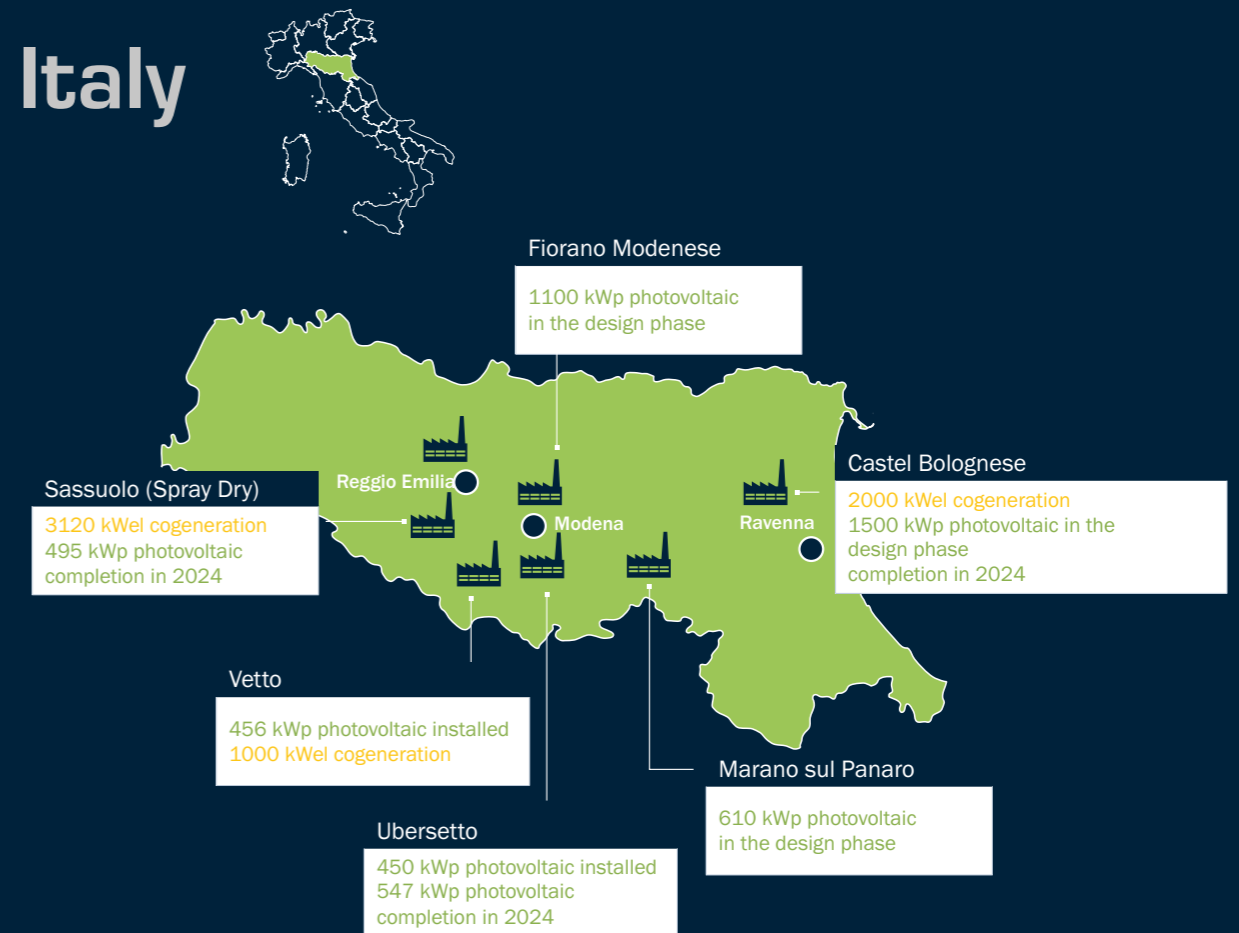 Italy
Fiorano Modenese
1100 kWp photovoltaic
in the design phase
Reggio Emilia
Modena
Ravenna
Sassuolo (Spray Dry)
3120 kWel cogeneration
495 kWp photovoltaic
completion in 2024
Castel Bolognese
2000 kWel cogeneration
1500 kWp photovoltaic in the
design phase
completion in 2024
Vetto
456 kWp photovoltaic installed
1000 kWel cogeneration
Marano sul Panaro
610 kWp photovoltaic
in the design phase
Ubersetto
450 kWp photovoltaic installed
547 kWp photovoltaic
completion in 2024